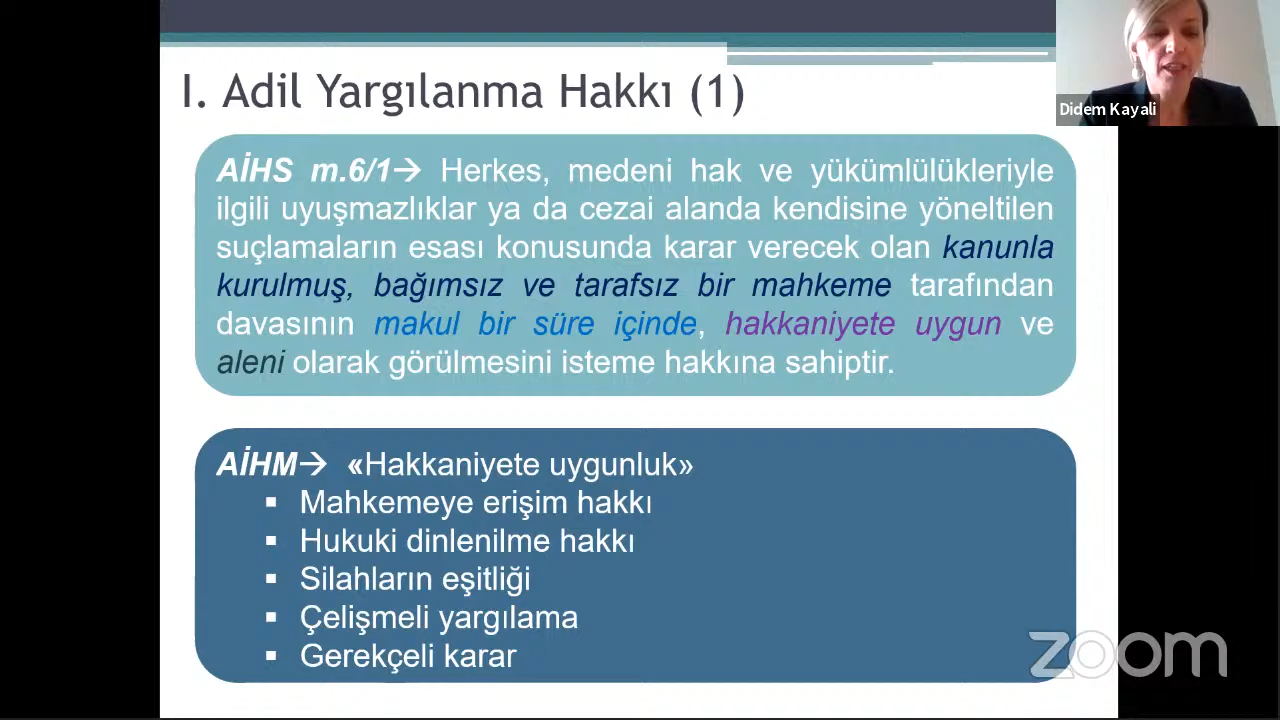 I. Adil Yargılanma Hakkı (1)
Didem Kayali
AİHS m.6/1→ Herkes, medeni hak ve yükümlülükleriyle
ilgili uyuşmazlıklar ya da cezai alanda kendisine yöneltilen
suçlamaların esası konusunda karar verecek olan kanunla
kurulmuş, bağımsız ve tarafsız bir mahkeme tarafından
davasının makul bir süre içinde, hakkaniyete uygun ve
aleni olarak görülmesini isteme hakkına sahiptir.
AİHM→ «Hakkaniyete uygunluk»
▪ Mahkemeye erişim hakkı
▪ Hukuki dinlenilme hakkı
▪ Silahların eşitliği
▪ Çelişmeli yargılama
▪ Gerekçeli karar
zoom